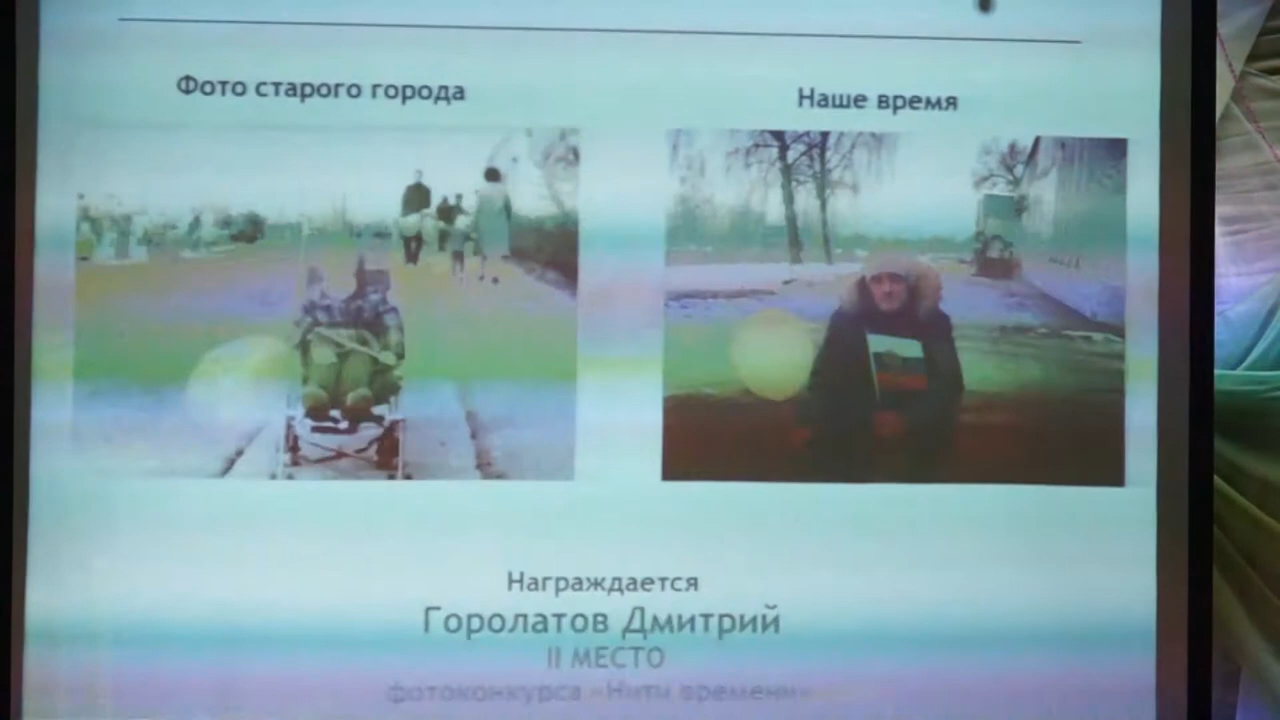 Фото старого города
Наше время
Награждается
Горолатов Дмитрий
II МЕСТО
фотоконкурса «Нити времени»